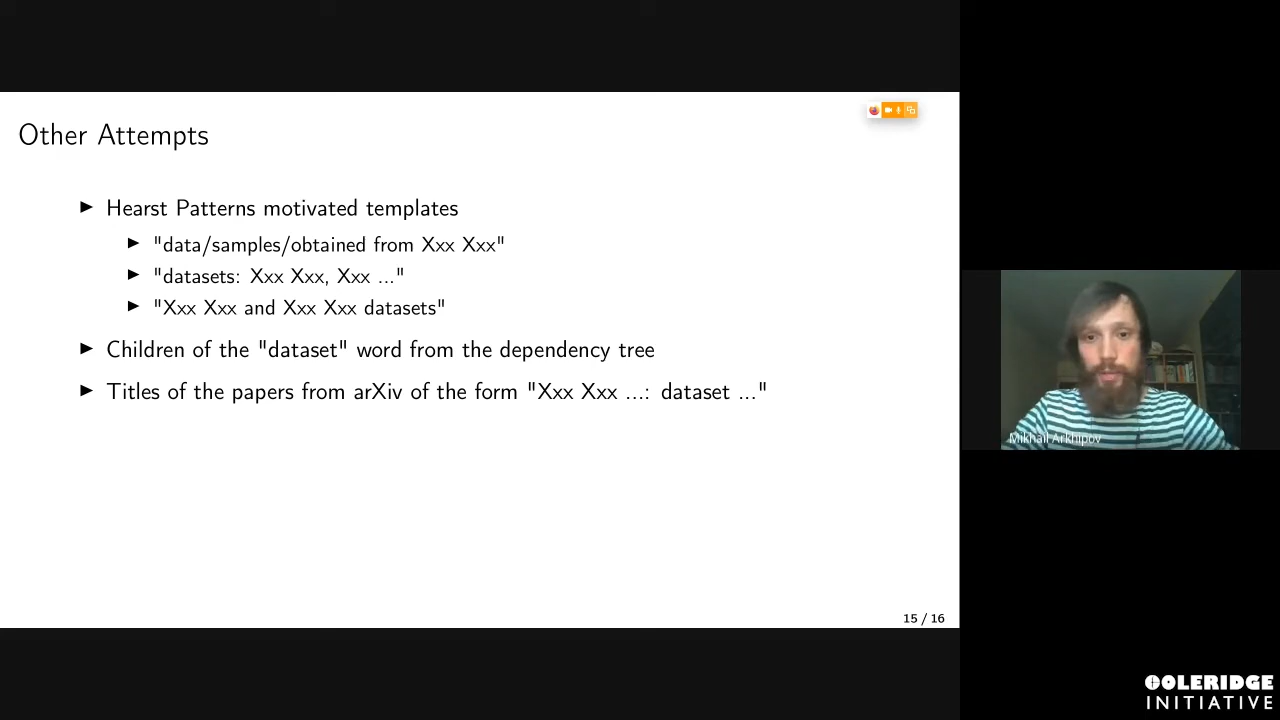 Other Attempts
Hearst Patterns motivated templates
"data/samples/obtained from Xxx Xxx"
"datasets: Xxx Xxx, Xxx ..."
"Xxx Xxx and Xxx Xxx datasets"
Children of the "dataset" word from the dependency tree
Titles of the papers from arXiv of the form "Xxx Xxx ...: dataset ..."
15 / 16
Mikhail Arkhipov
COLERIDGE
INITIATIVE